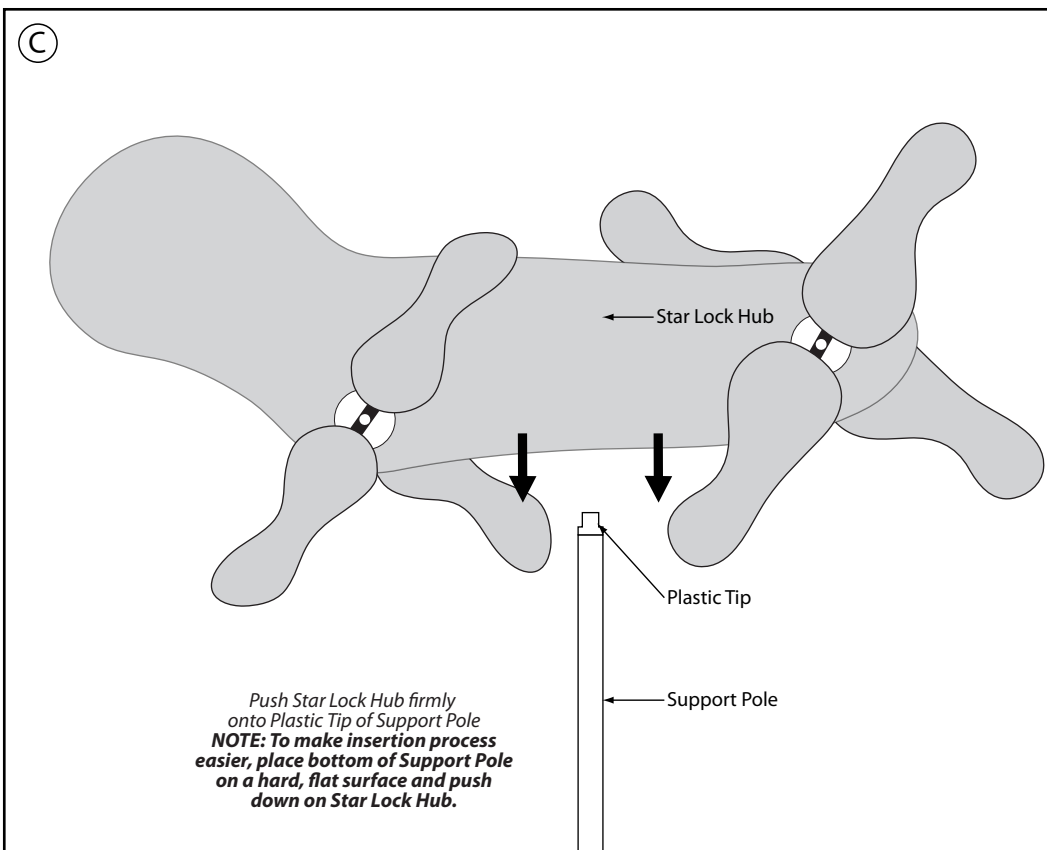 C
Star Lock Hub
Plastic Tip
Support Pole
Push Star Lock Hub firmly
onto Plastic Tip of Support Pole
NOTE: To make insertion process
easier, place bottom of Support Pole
on a hard, flat surface and push
down on Star Lock Hub.